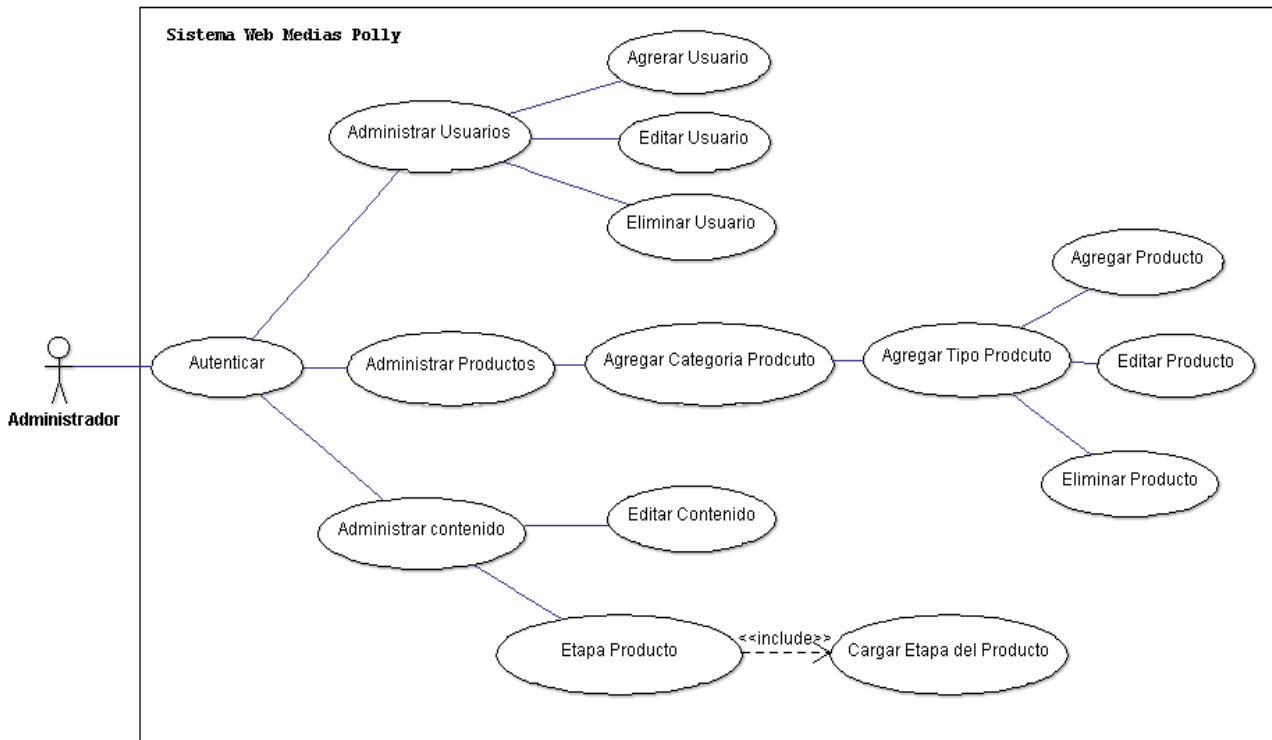 Sistema Web Medias Polly
Agrerar Usuario
Administrar Usuarios
Editar Usuario
Eliminar Usuario
Agregar Producto
Autenticar
Administrar Productos
Agregar Categoria Prodcuto
Agregar Tipo Prodcuto
Editar Producto
Administrador
Eliminar Producto
Administrar contenido
Editar Contenido
Etapa Producto
<<include>>
Cargar Etapa del Producto